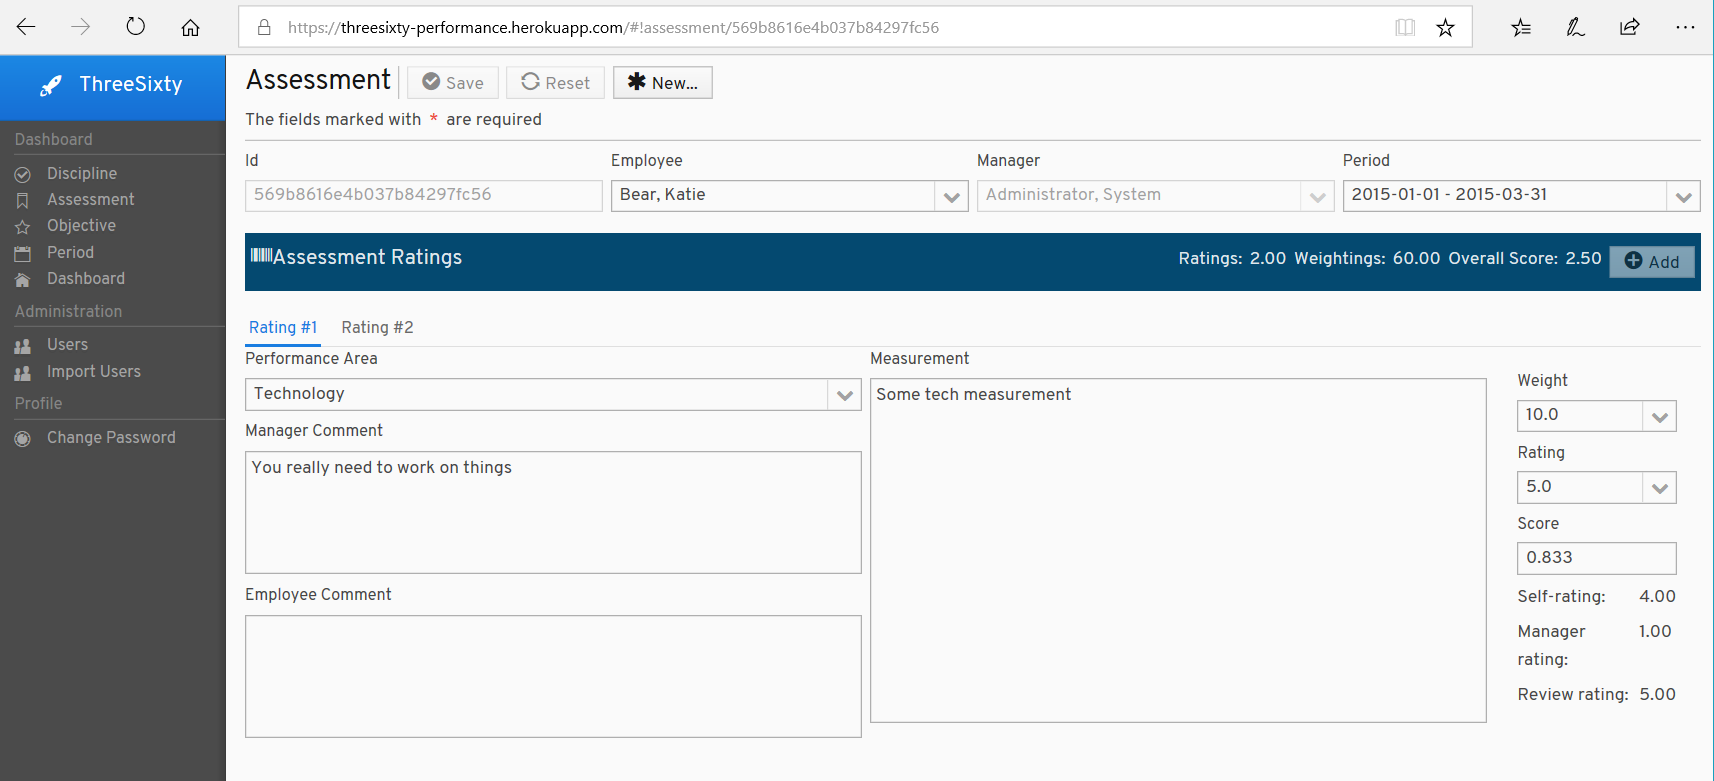 https://threesixty-performance.herokuapp.com/#!assessment/569b8616e4b037b84297fc56
ThreeSixty
Dashboard
Discipline
Assessment
Objective
Period
Dashboard
Administration
Users
Import Users
Profile
Change Password
Assessment Save Reset New...
The fields marked with * are required
Id Employee Manager Period
569b8616e4b037b84297fc56 Bear, Katie Administrator, System 2015-01-01 - 2015-03-31
Assessment Ratings Ratings: 2.00 Weightings: 60.00 Overall Score: 2.50 Add
Rating #1 Rating #2
Performance Area
Technology
Manager Comment
You really need to work on things
Employee Comment
Measurement
Some tech measurement
Weight
10.0
Rating
5.0
Score
0.833
Self-rating: 4.00
Manager 1.00
rating:
Review rating: 5.00